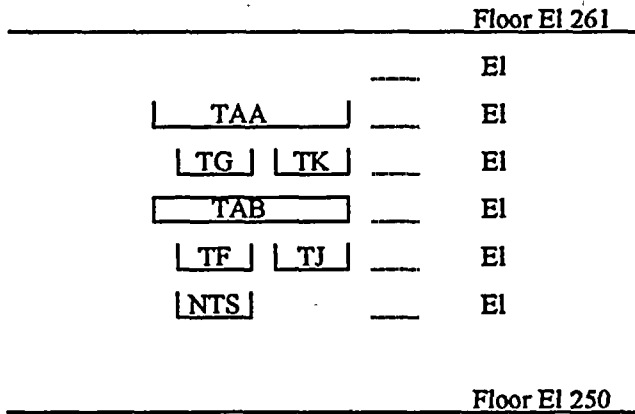 Floor El 261
El
TAA El
TG TK El
TAB El
TF TJ El
NTS El
Floor El 250